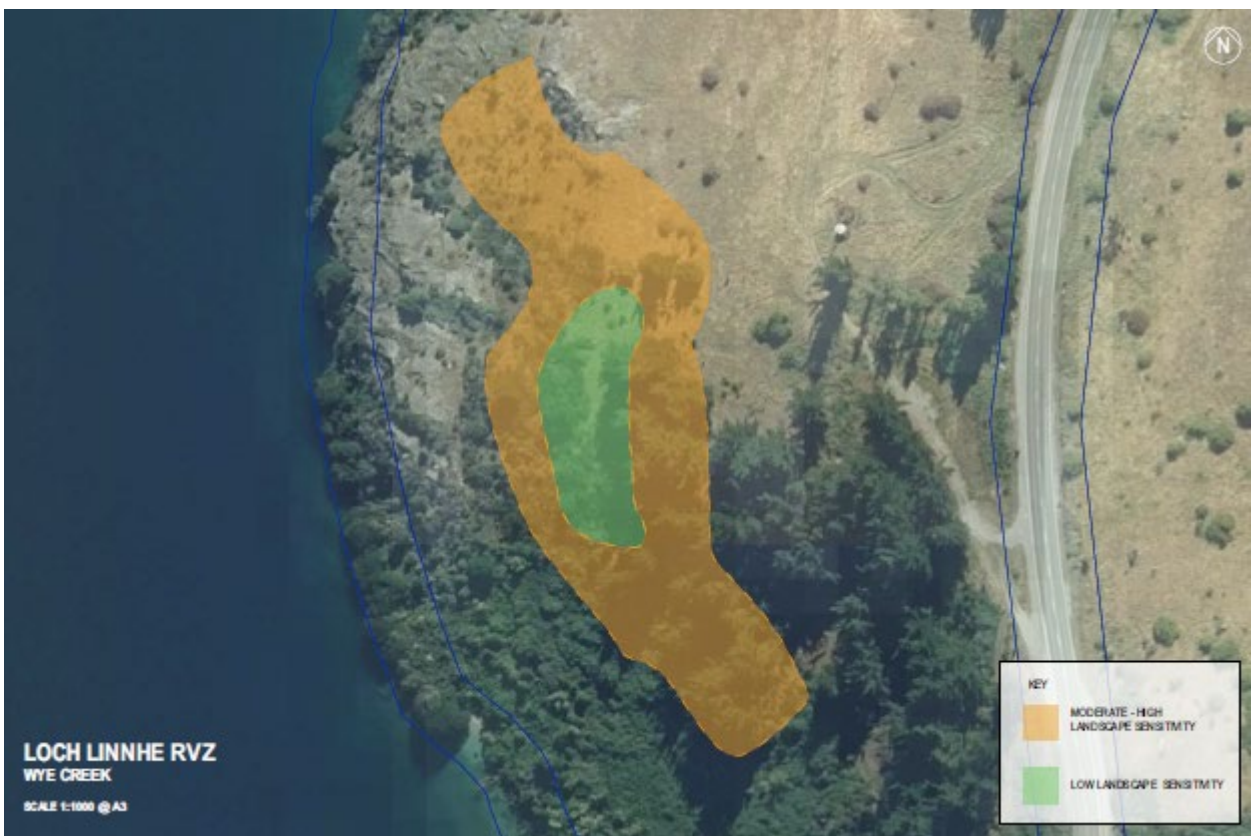 N
LOCH LINNHE RVZ
WYE CREEK
SCALE 1:1000 @ A3
KEY
MODERATE - HIGH
LANDSCAPE SENSITIVITY
LOW LANDSCAPE SENSITIVITY